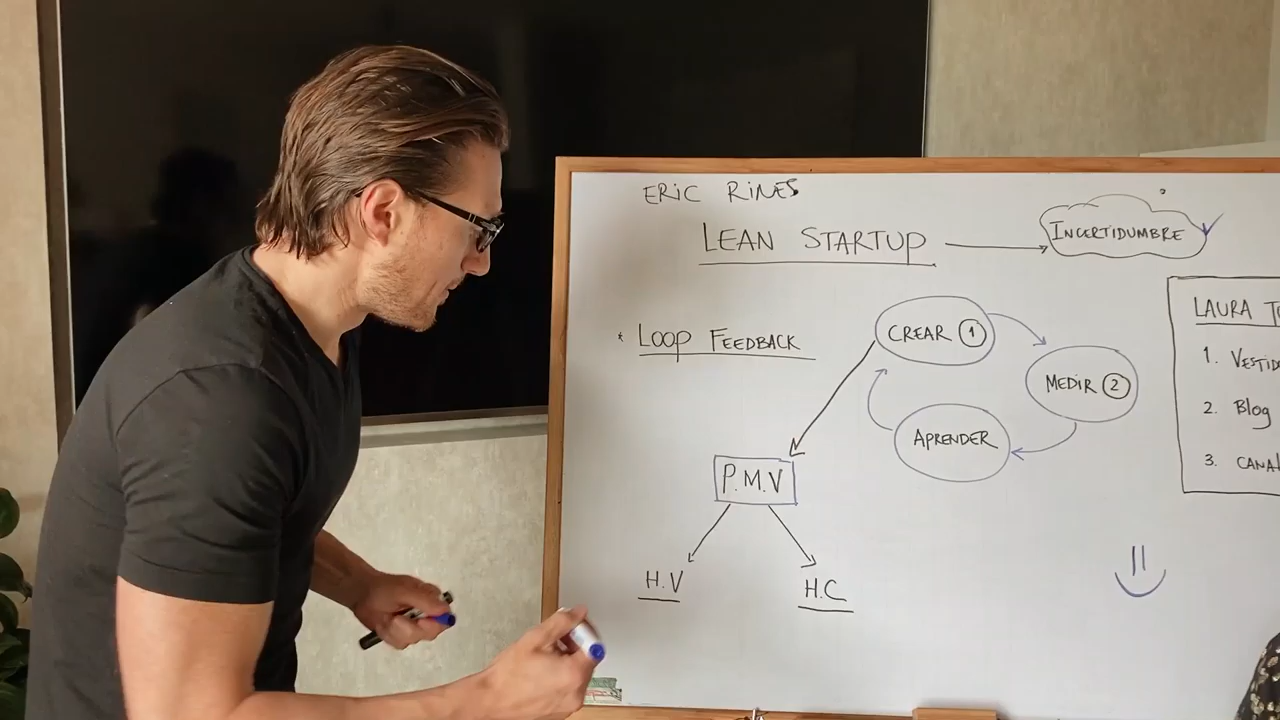 ERIC RINES
LEAN STARTUP
INCERTIDUMBRE
* LOOP FEEDBACK
CREAR 1
MEDIR 2
APRENDER
P.M.V
H.V
H.C
LAURA
1.
2. Blog
3.